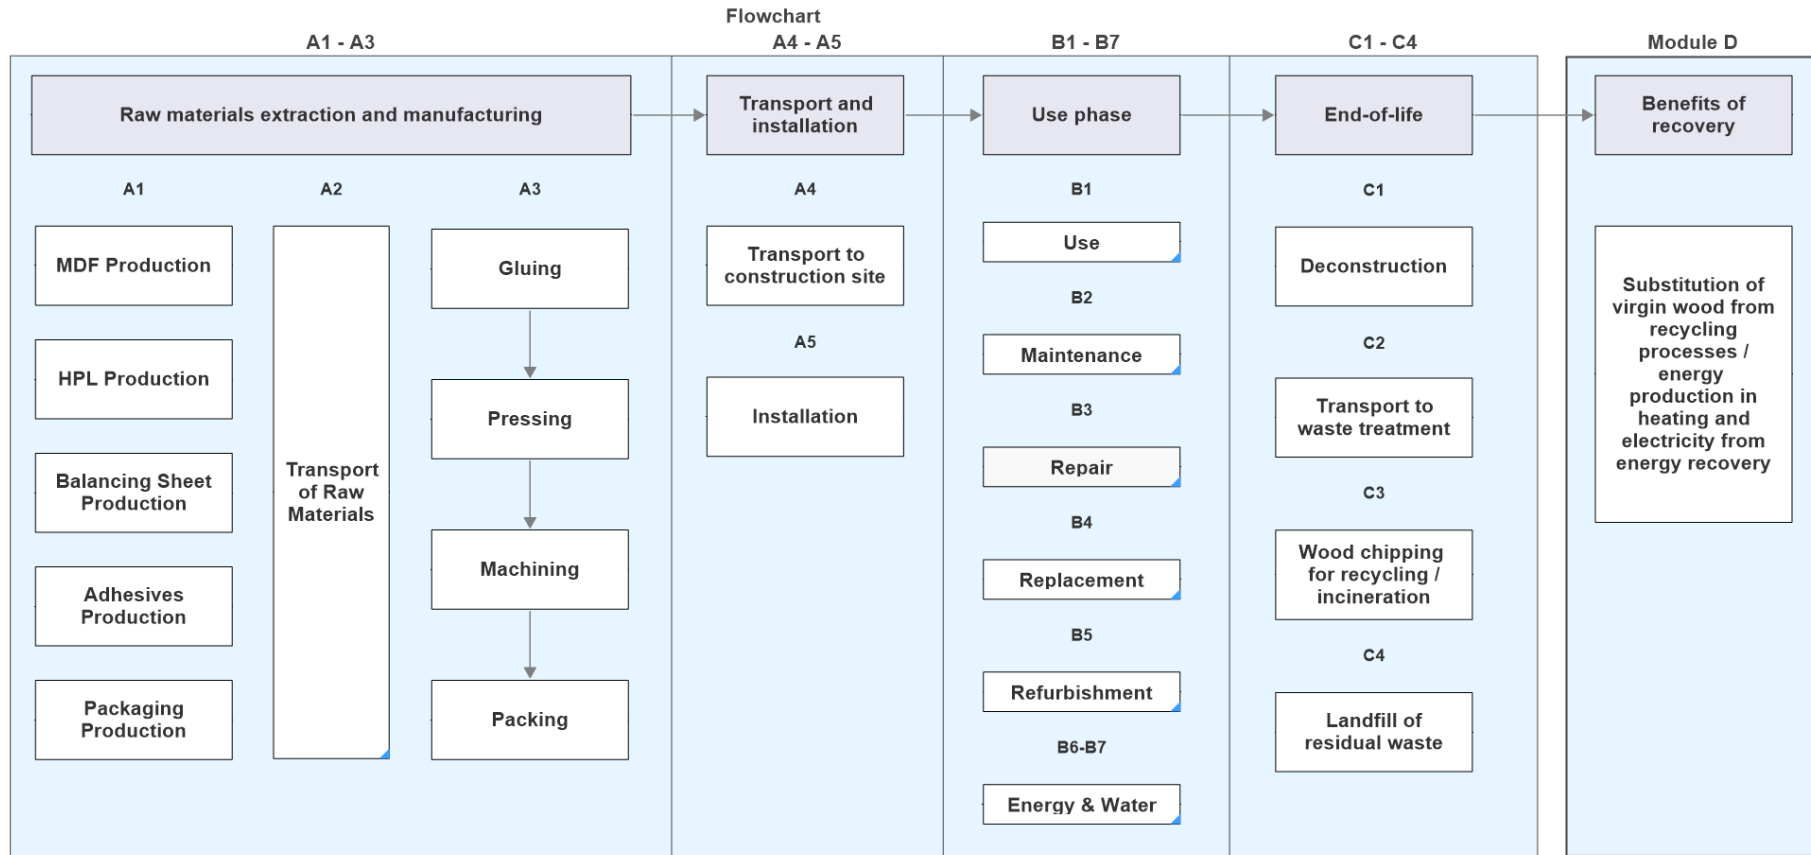 Flowchart
A1 - A3
A4 - A5
B1 - B7
C1 - C4
Module D
Raw materials extraction and manufacturing
Transport and
installation
Use phase
End-of-life
Benefits of
recovery
A1
MDF Production
HPL Production
Balancing Sheet
Production
Adhesives
Production
Packaging
Production
A2
Transport
of Raw
Materials
A3
Gluing
Pressing
Machining
Packing
A4
Transport to
construction site
A5
Installation
B1
Use
B2
Maintenance
B3
Repair
B4
Replacement
B5
Refurbishment
B6-B7
Energy & Water
C1
Deconstruction
C2
Transport to
waste treatment
C3
Wood chipping
for recycling /
incineration
C4
Landfill of
residual waste
Substitution of
virgin wood from
recycling
processes /
energy
production in
heating and
electricity from
energy recovery